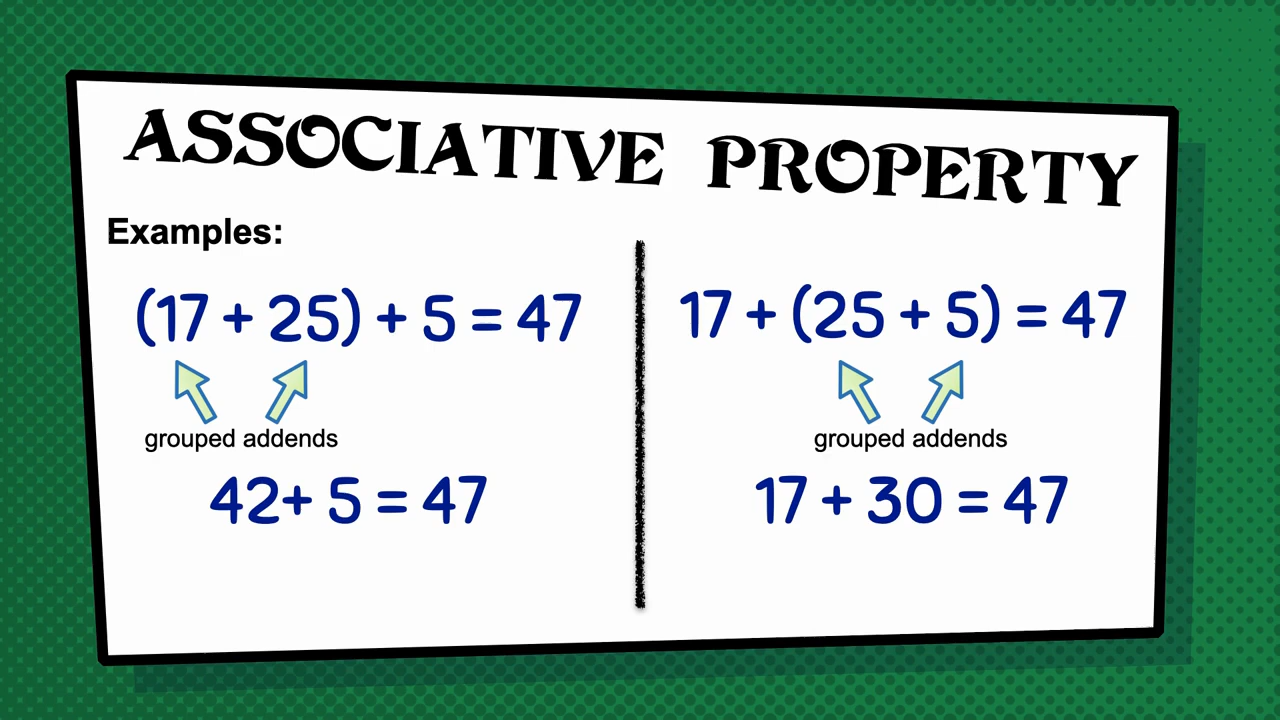 ASSOCIATIVE PROPERTY
Examples:
(17 + 25) + 5 = 47
grouped addends
42+ 5 = 47
17 + (25 + 5) = 47
grouped addends
17 + 30 = 47